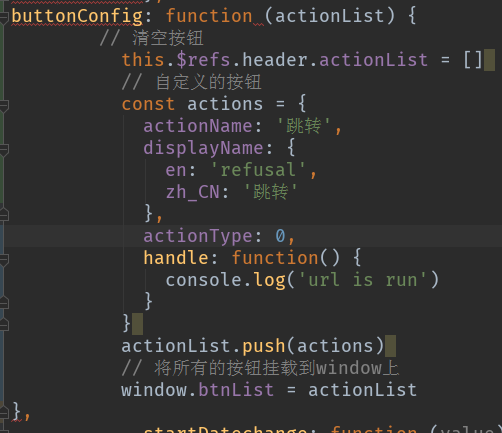 buttonConfig: function (actionList) {
// 清空按钮
this.$refs.header.actionList = []
// 自定义的按钮
const actions = {
actionName: '跳转',
displayName: {
en: 'refusal',
zh_CN: '跳转'
},
actionType: 0,
handle: function() {
console.log('url is run')
}
}
actionList.push(actions)
// 将所有的按钮挂载到window上
window.btnList = actionList
},
startDatechange: function (value